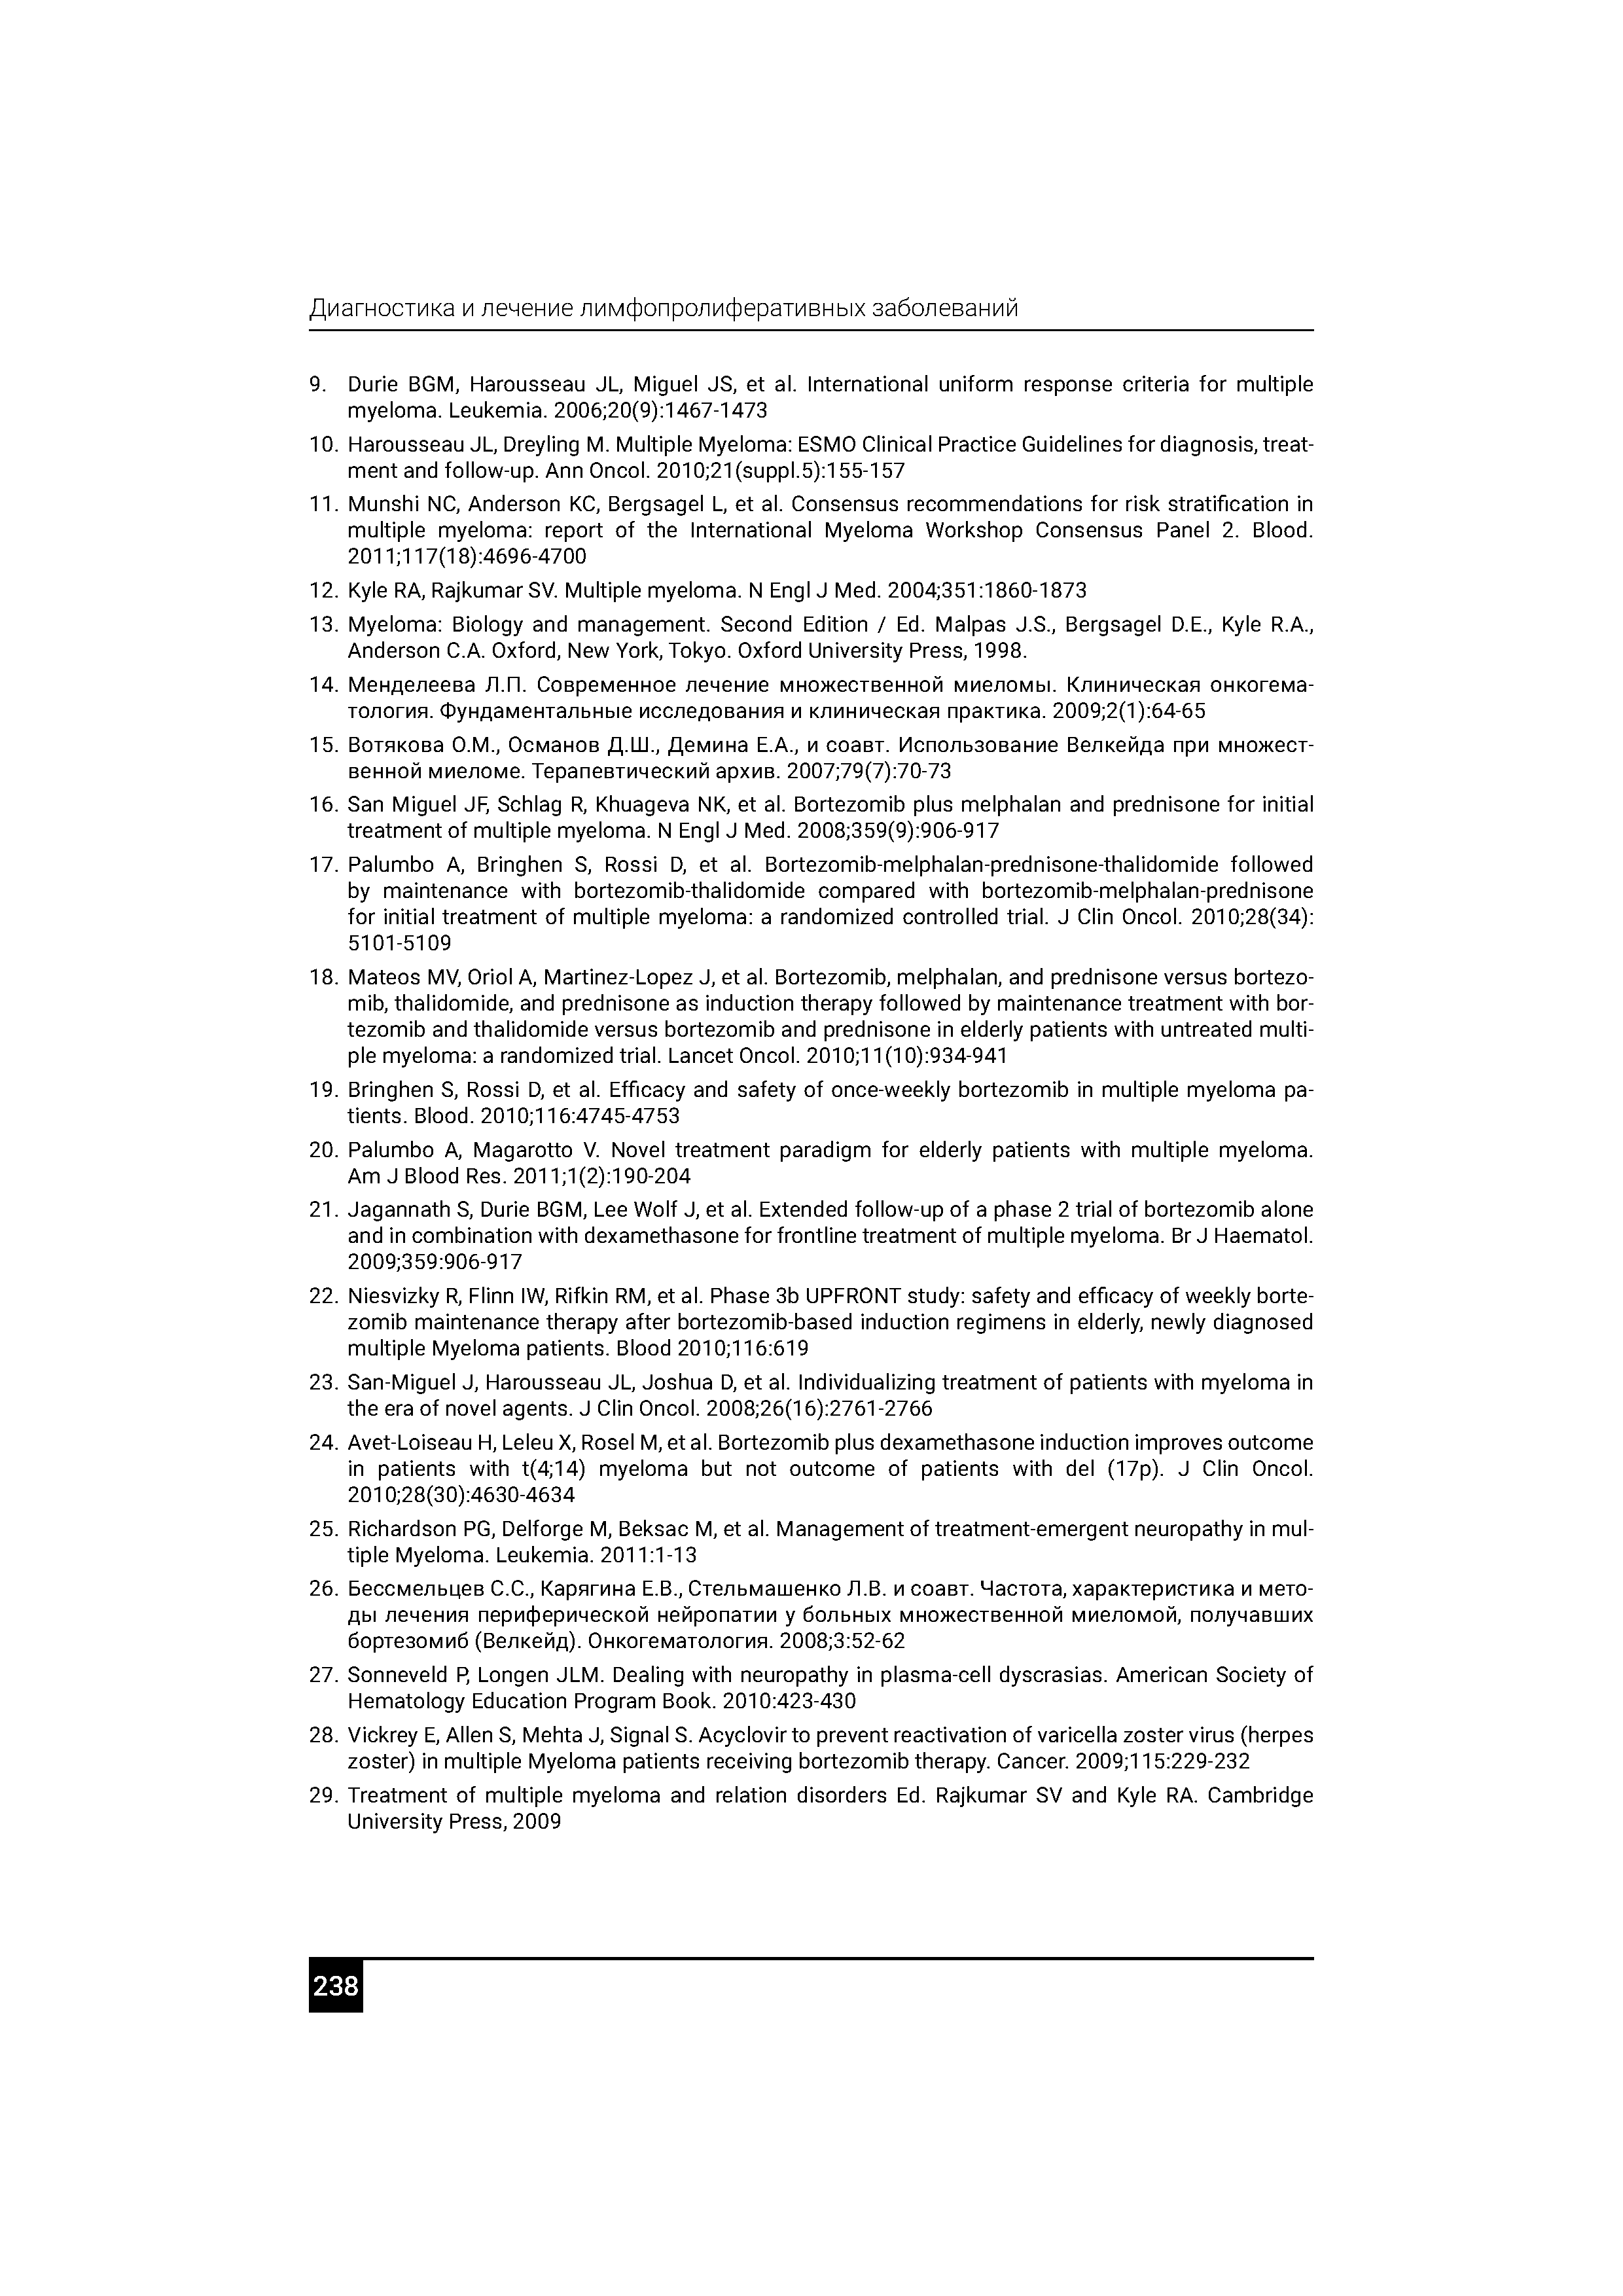 Диагностика и лечение лимфопролиферативных заболеваний
9. Durie BGM, Harousseau JL, Miguel JS, et al. International uniform response criteria for multiple
myeloma. Leukemia. 2006;20(9):1467-1473
10. Harousseau JL, Dreyling M. Multiple Myeloma: ESMO Clinical Practice Guidelines for diagnosis, treat-
ment and follow-up. Ann Oncol. 2010;21(suppl.5):155-157
11. Munshi NC, Anderson KC, Bergsagel L, et al. Consensus recommendations for risk stratification in
multiple myeloma: report of the International Myeloma Workshop Consensus Panel 2. Blood.
2011;117(18):4696-4700
12. Kyle RA, Rajkumar SV. Multiple myeloma. N Engl J Med. 2004;351:1860-1873
13. Myeloma: Biology and management. Second Edition / Ed. Malpas J.S., Bergsagel D.E., Kyle R.A.,
Anderson C.A. Oxford, New York, Tokyo. Oxford University Press, 1998.
14. Менделеева Л.П. Современное лечение множественной миеломы. Клиническая онкогема-
тология. Фундаментальные исследования и клиническая практика. 2009;2(1):64-65
15. Вотякова О.М., Османов Д.Ш., Демина Е.А., и соавт. Использование Велкейда при множест-
венной миеломе. Терапевтический архив. 2007;79(7):70-73
16. San Miguel JF, Schlag R, Khuageva NK, et al. Bortezomib plus melphalan and prednisone for initial
treatment of multiple myeloma. N Engl J Med. 2008;359(9):906-917
17. Palumbo A, Bringhen S, Rossi D, et al. Bortezomib-melphalan-prednisone-thalidomide followed
by maintenance with bortezomib-thalidomide compared with bortezomib-melphalan-prednisone
for initial treatment of multiple myeloma: a randomized controlled trial. J Clin Oncol. 2010;28(34):
5101-5109
18. Mateos MV, Oriol A, Martinez-Lopez J, et al. Bortezomib, melphalan, and prednisone versus bortezo-
mib, thalidomide, and prednisone as induction therapy followed by maintenance treatment with bor-
tezomib and thalidomide versus bortezomib and prednisone in elderly patients with untreated multi-
ple myeloma: a randomized trial. Lancet Oncol. 2010;11(10):934-941
19. Bringhen S, Rossi D, et al. Efficacy and safety of once-weekly bortezomib in multiple myeloma pa-
tients. Blood. 2010;116:4745-4753
20. Palumbo A, Magarotto V. Novel treatment paradigm for elderly patients with multiple myeloma.
Am J Blood Res. 2011;1(2):190-204
21. Jagannath S, Durie BGM, Lee Wolf J, et al. Extended follow-up of a phase 2 trial of bortezomib alone
and in combination with dexamethasone for frontline treatment of multiple myeloma. Br J Haematol.
2009;359:906-917
22. Niesvizky R, Flinn IW, Rifkin RM, et al. Phase 3b UPFRONT study: safety and efficacy of weekly borte-
zomib maintenance therapy after bortezomib-based induction regimens in elderly, newly diagnosed
multiple Myeloma patients. Blood 2010;116:619
23. San-Miguel J, Harousseau JL, Joshua D, et al. Individualizing treatment of patients with myeloma in
the era of novel agents. J Clin Oncol. 2008;26(16):2761-2766
24. Avet-Loiseau H, Leleu X, Rosel M, et al. Bortezomib plus dexamethasone induction improves outcome
in patients with t(4;14) myeloma but not outcome of patients with del (17p). J Clin Oncol.
2010;28(30):4630-4634
25. Richardson PG, Delforge M, Beksac M, et al. Management of treatment-emergent neuropathy in mul-
tiple Myeloma. Leukemia. 2011:1-13
26. Бессмельцев С.С., Карягина Е.В., Стельмашенко Л.В. и соавт. Частота, характеристика и мето-
ды лечения периферической нейропатии у больных множественной миеломой, получавших
бортезомиб (Велкейд). Онкогематология. 2008;3:52-62
27. Sonneveld P, Longen JLM. Dealing with neuropathy in plasma-cell dyscrasias. American Society of
Hematology Education Program Book. 2010:423-430
28. Vickrey E, Allen S, Mehta J, Signal S. Acyclovir to prevent reactivation of varicella zoster virus (herpes
zoster) in multiple Myeloma patients receiving bortezomib therapy. Cancer. 2009;115:229-232
29. Treatment of multiple myeloma and relation disorders Ed. Rajkumar SV and Kyle RA. Cambridge
University Press, 2009
238